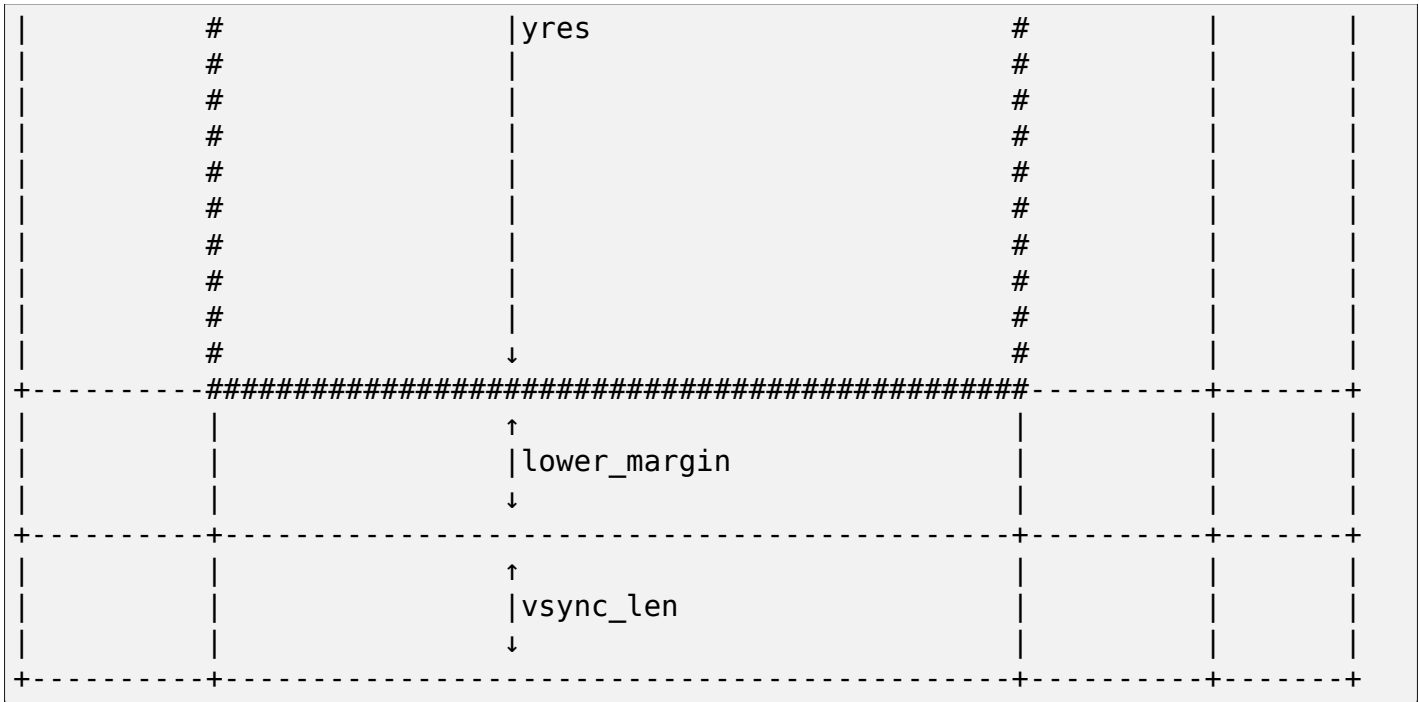 |          #                |yres                        #          |       |
|          #                |                            #          |       |
|          #                |                            #          |       |
|          #                |                            #          |       |
|          #                |                            #          |       |
|          #                |                            #          |       |
|          #                |                            #          |       |
|          #                |                            #          |       |
|          #                |                            #          |       |
|          #                ↓                            #          |       |
+----------###############################################----------+-------+
|          |                ↑                            |          |       |
|          |                |lower_margin                |          |       |
|          |                ↓                            |          |       |
+----------+---------------------------------------------+----------+-------+
|          |                ↑                            |          |       |
|          |                |vsync_len                   |          |       |
|          |                ↓                            |          |       |
+----------+---------------------------------------------+----------+-------+